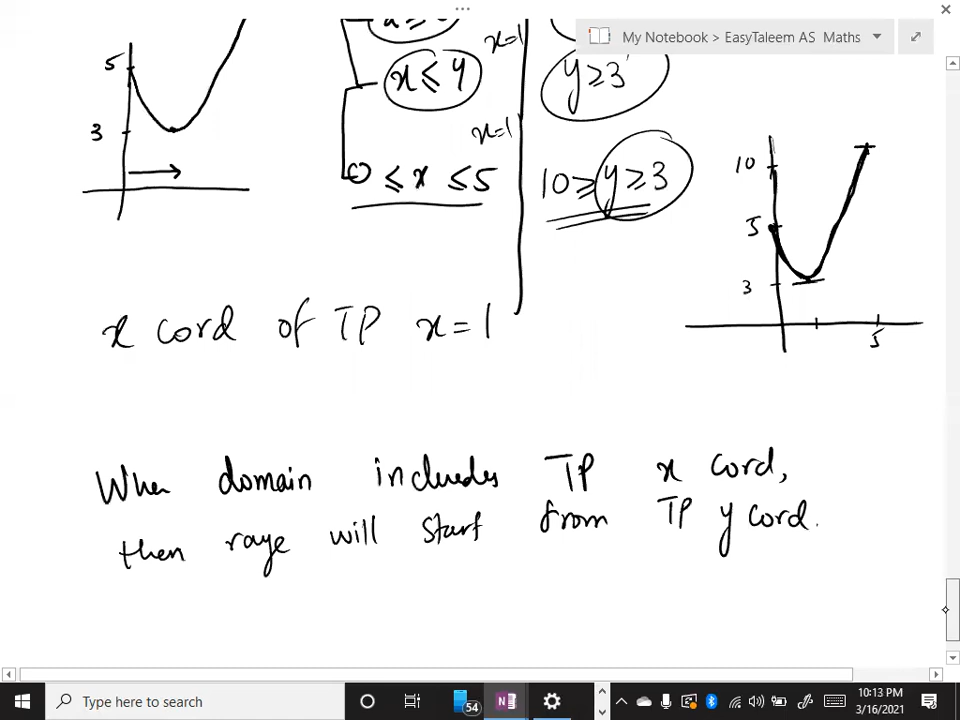 My Notebook > EasyTaleem AS Maths
x=1
5
x ≤ 4
y ≥ 3
3
x=1
0 ≤ x ≤ 5
10 ≥ y ≥ 3
10
5
3
5
x cord of TP x = 1
When domain includes TP x cord,
then range will start from TP y cord.
Type here to search
54
10:13 PM
3/16/2021